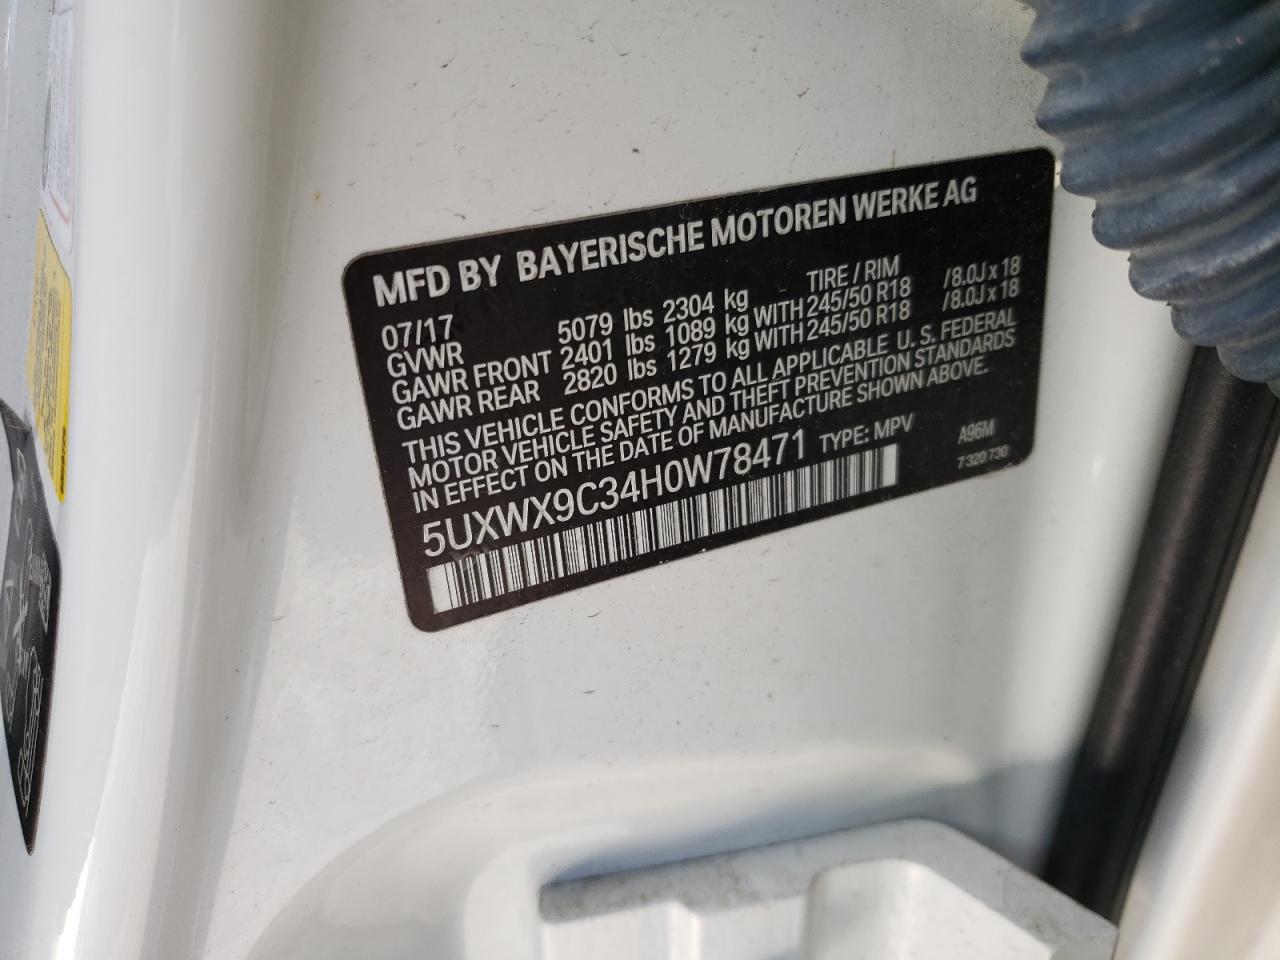 MFD BY BAYERISCHE MOTOREN WERKE AG
07/17 TIRE / RIM
GVWR 5079 lbs 2304 kg
GAWR FRONT 2401 lbs 1089 kg WITH 245/50 R18 /8.0J x 18
GAWR REAR 2820 lbs 1279 kg WITH 245/50 R18 /8.0J x 18
THIS VEHICLE CONFORMS TO ALL APPLICABLE U. S. FEDERAL
MOTOR VEHICLE SAFETY AND THEFT PREVENTION STANDARDS
IN EFFECT ON THE DATE OF MANUFACTURE SHOWN ABOVE.
5UXWX9C34H0W78471 TYPE: MPV A96M
7 320 730